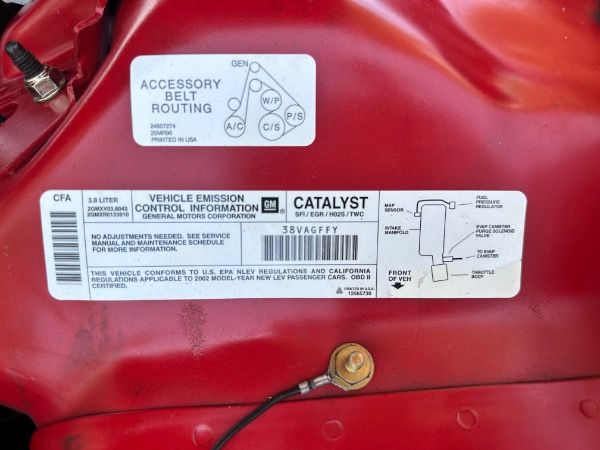 ACCESSORY
BELT
ROUTING
24507274
25MR96
PRINTED IN USA
GEN
W/P
P/S
A/C
C/S
CFA
3.8 LITER
2GMXV03.8043
2GMXR0133910
VEHICLE EMISSION
CONTROL INFORMATION
GENERAL MOTORS CORPORATION
GM
CATALYST
SFI / EGR / HO2S / TWC
NO ADJUSTMENTS NEEDED. SEE SERVICE
MANUAL AND MAINTENANCE SCHEDULE
FOR MORE INFORMATION.
38VAGFFY
THIS VEHICLE CONFORMS TO U.S. EPA NLEV REGULATIONS AND CALIFORNIA
REGULATIONS APPLICABLE TO 2002 MODEL-YEAR NEW LEV PASSENGER CARS. OBD II
CERTIFIED.
PRINTED IN U.S.A.
12565736
MAP
SENSOR
FUEL
PRESSURE
REGULATOR
INTAKE
MANIFOLD
EVAP CANISTER
PURGE SOLENOID
VALVE
TO EVAP
CANISTER
FRONT
OF VEH
THROTTLE
BODY